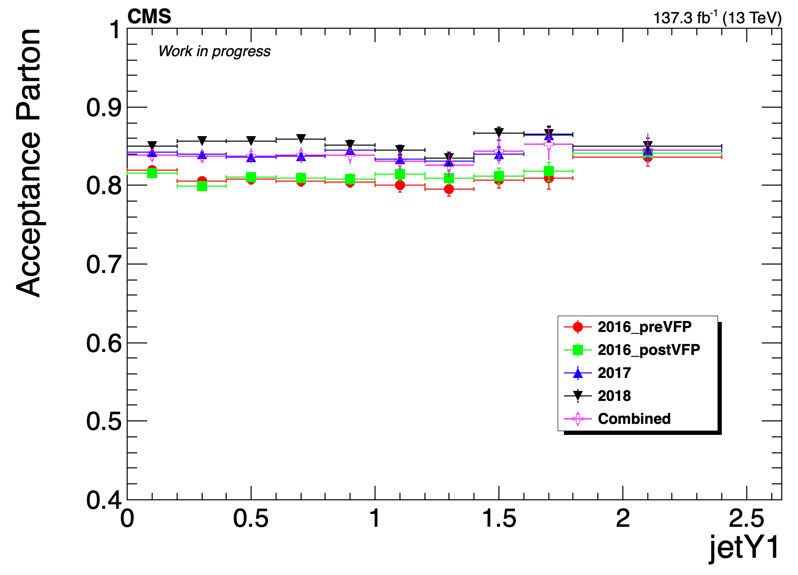 CMS 137.3 fb⁻¹ (13 TeV)
Work in progress
Acceptance Parton
1
0.9
0.8
0.7
0.6
0.5
0.4
2016_preVFP
2016_postVFP
2017
2018
Combined
0 0.5 1 1.5 2 2.5
jetY1